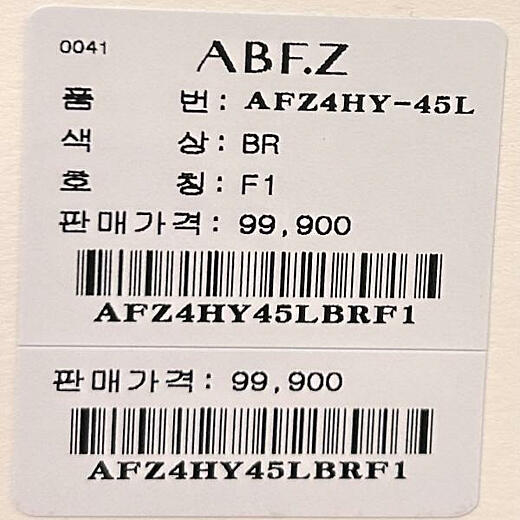 0041 ABF.Z
품 번: AFZ4HY-45L
색 상: BR
호 칭: F1
판매가격: 99,900
AFZ4HY45LBRF1
판매가격: 99,900
AFZ4HY45LBRF1